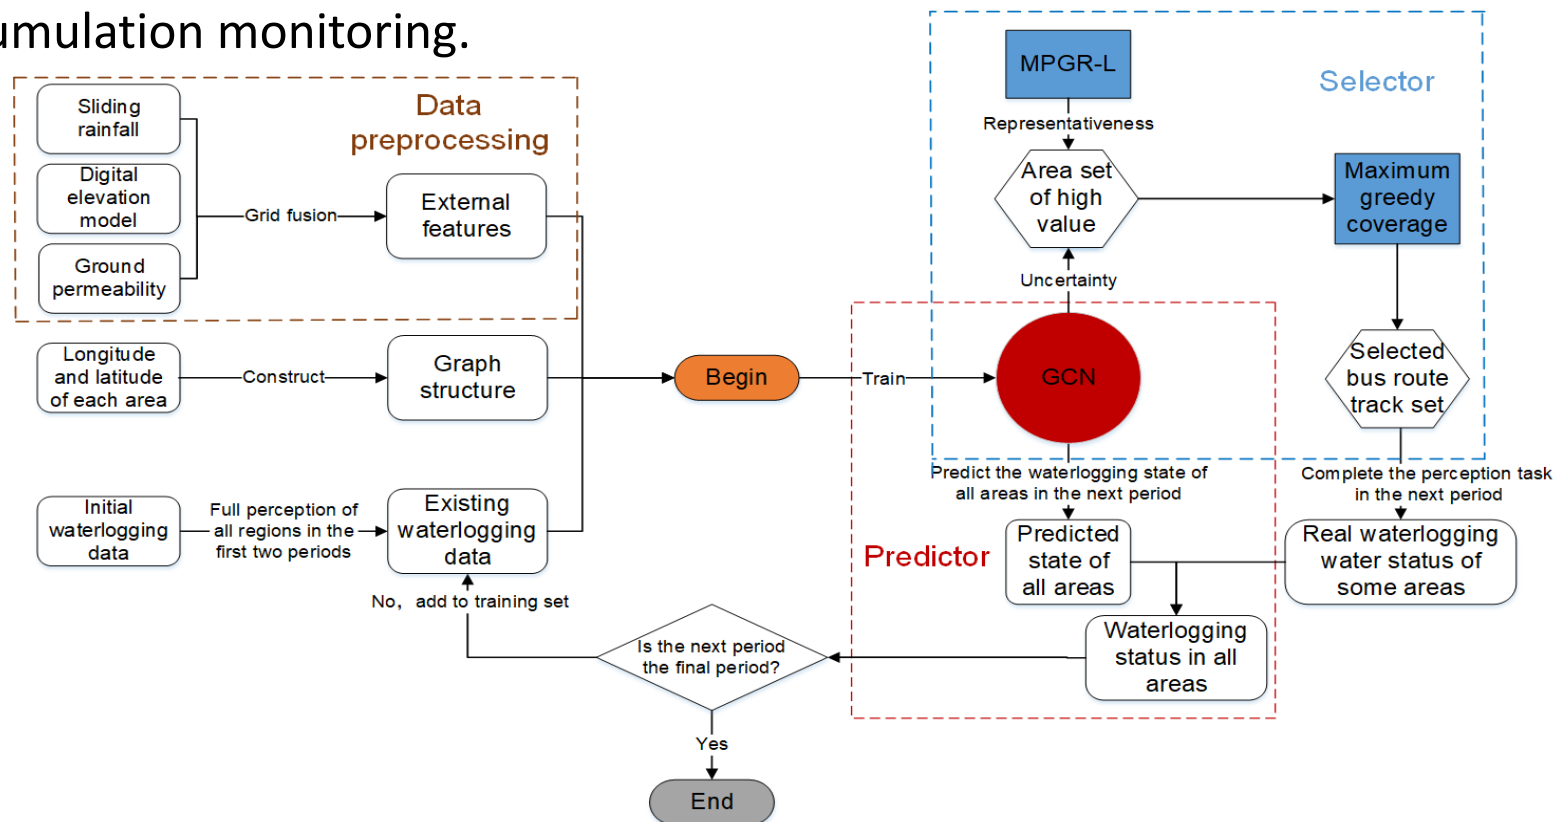 umulation monitoring.
Data
preprocessing
Sliding
rainfall
Digital
elevation
model
Ground
permeability
Grid fusion
External
features
Longitude
and latitude
of each area
Construct
Graph
structure
Initial
waterlogging
data
Full perception of
all regions in the
first two periods
Existing
waterlogging
data
No, add to training set
Begin
Train
Selector
MPGR-L
Representativeness
Area set
of high
value
Uncertainty
Maximum
greedy
coverage
GCN
Selected
bus route
track set
Predict the waterlogging state of
all areas in the next period
Complete the perception task
in the next period
Predictor
Predicted
state of
all areas
Real waterlogging
water status of
some areas
Waterlogging
status in all
areas
Is the next period
the final period?
Yes
End